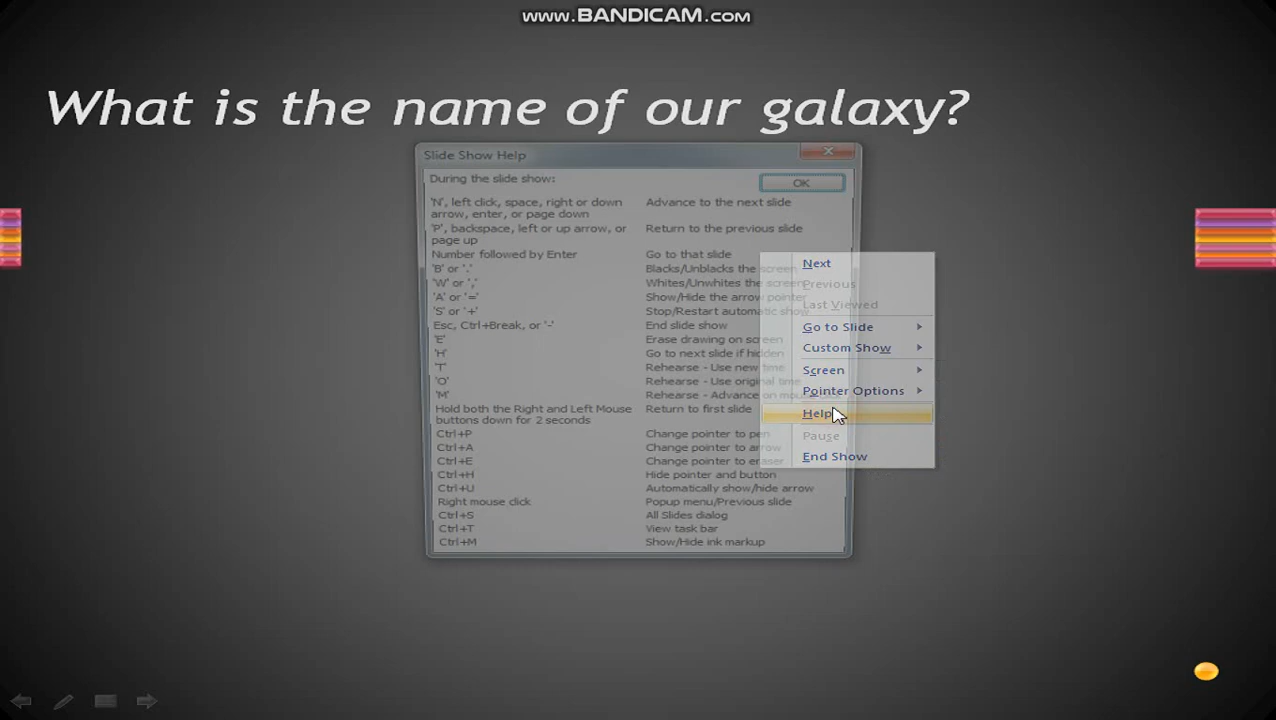 www.BANDICAM.com
What is the name of our galaxy?
Slide Show Help
During the slide show:
OK
'N', left click, space, right or down Advance to the next slide
arrow, enter, or page down
'P', backspace, left or up arrow, or Return to the previous slide
page up
Number followed by Enter Go to that slide
'B' or '.' Blacks/Unblacks the screen
'W' or ',' Whites/Unwhites the screen
'A' or '=' Show/Hide the arrow pointer
'S' or '+' Stop/Restart automatic show
Esc, Ctrl+Break, or '-' End slide show
'E' Erase drawing on screen
'H' Go to next slide if hidden
'T' Rehearse - Use new time
'O' Rehearse - Use original time
'M' Rehearse - Advance on
Hold both the Right and Left Mouse Return to first slide
buttons down for 2 seconds
Ctrl+P Change pointer to pen
Ctrl+A Change pointer to arrow
Ctrl+E Change pointer to eraser
Ctrl+H Hide pointer and button
Ctrl+U Automatically show/hide arrow
Right mouse click Popup menu/Previous slide
Ctrl+S All Slides dialog
Ctrl+T View task bar
Ctrl+M Show/Hide ink markup
Next
Previous
Last Viewed
Go to Slide
Custom Show
Screen
Pointer Options
Help
Pause
End Show